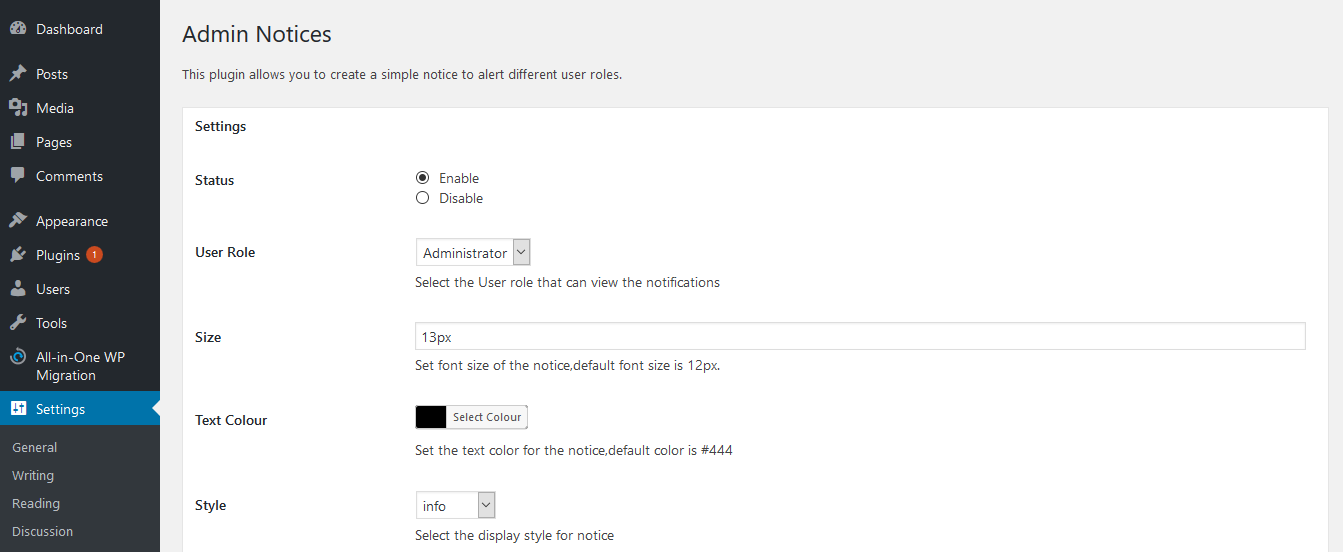 Dashboard
Posts
Media
Pages
Comments
Appearance
Plugins 1
Users
Tools
All-in-One WP
Migration
Settings
General
Writing
Reading
Discussion
Admin Notices
This plugin allows you to create a simple notice to alert different user roles.
Settings
Status
Enable
Disable
User Role
Administrator
Select the User role that can view the notifications
Size
13px
Set font size of the notice,default font size is 12px.
Text Colour
Select Colour
Set the text color for the notice,default color is #444
Style
info
Select the display style for notice